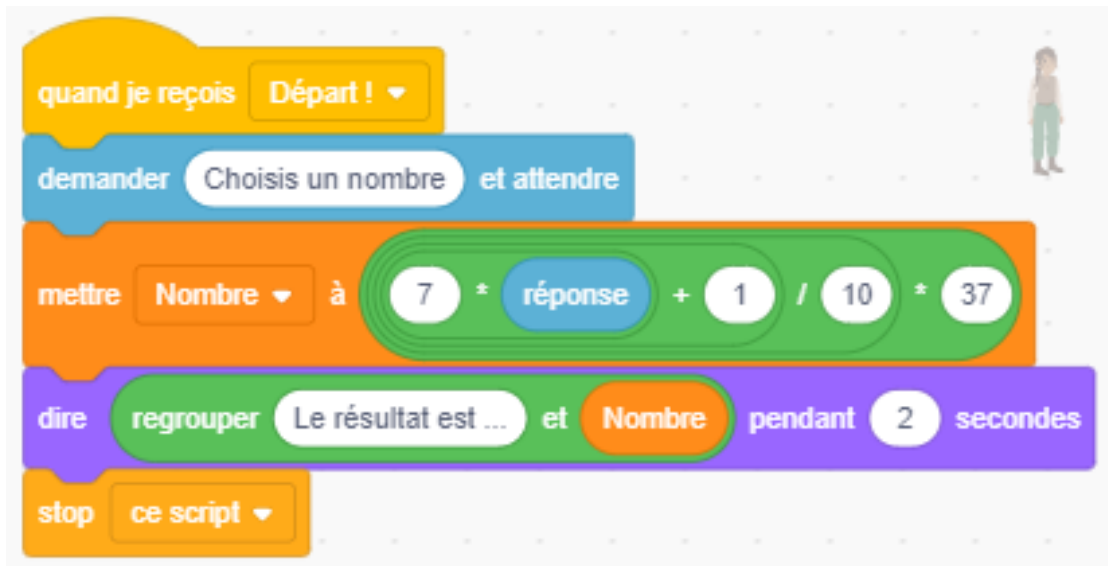 quand je reçois Départ !
demander Choisis un nombre et attendre
mettre Nombre à 7 * réponse + 1 / 10 * 37
dire regrouper Le résultat est ... et Nombre pendant 2 secondes
stop ce script